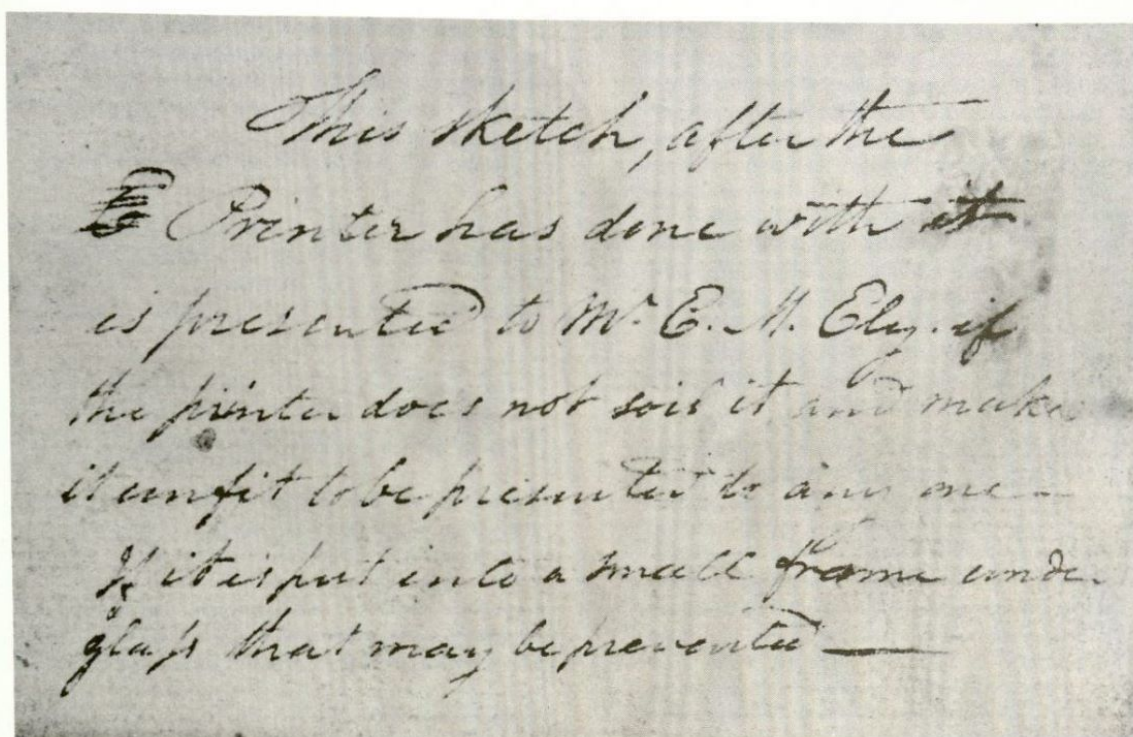 This sketch, after the
Printer has done with it
is presented to Mr. E. M. Ely. if
the printer does not soil it and make
it unfit to be presented to any one –
If it is put into a small frame unde
glass that may be prevented —